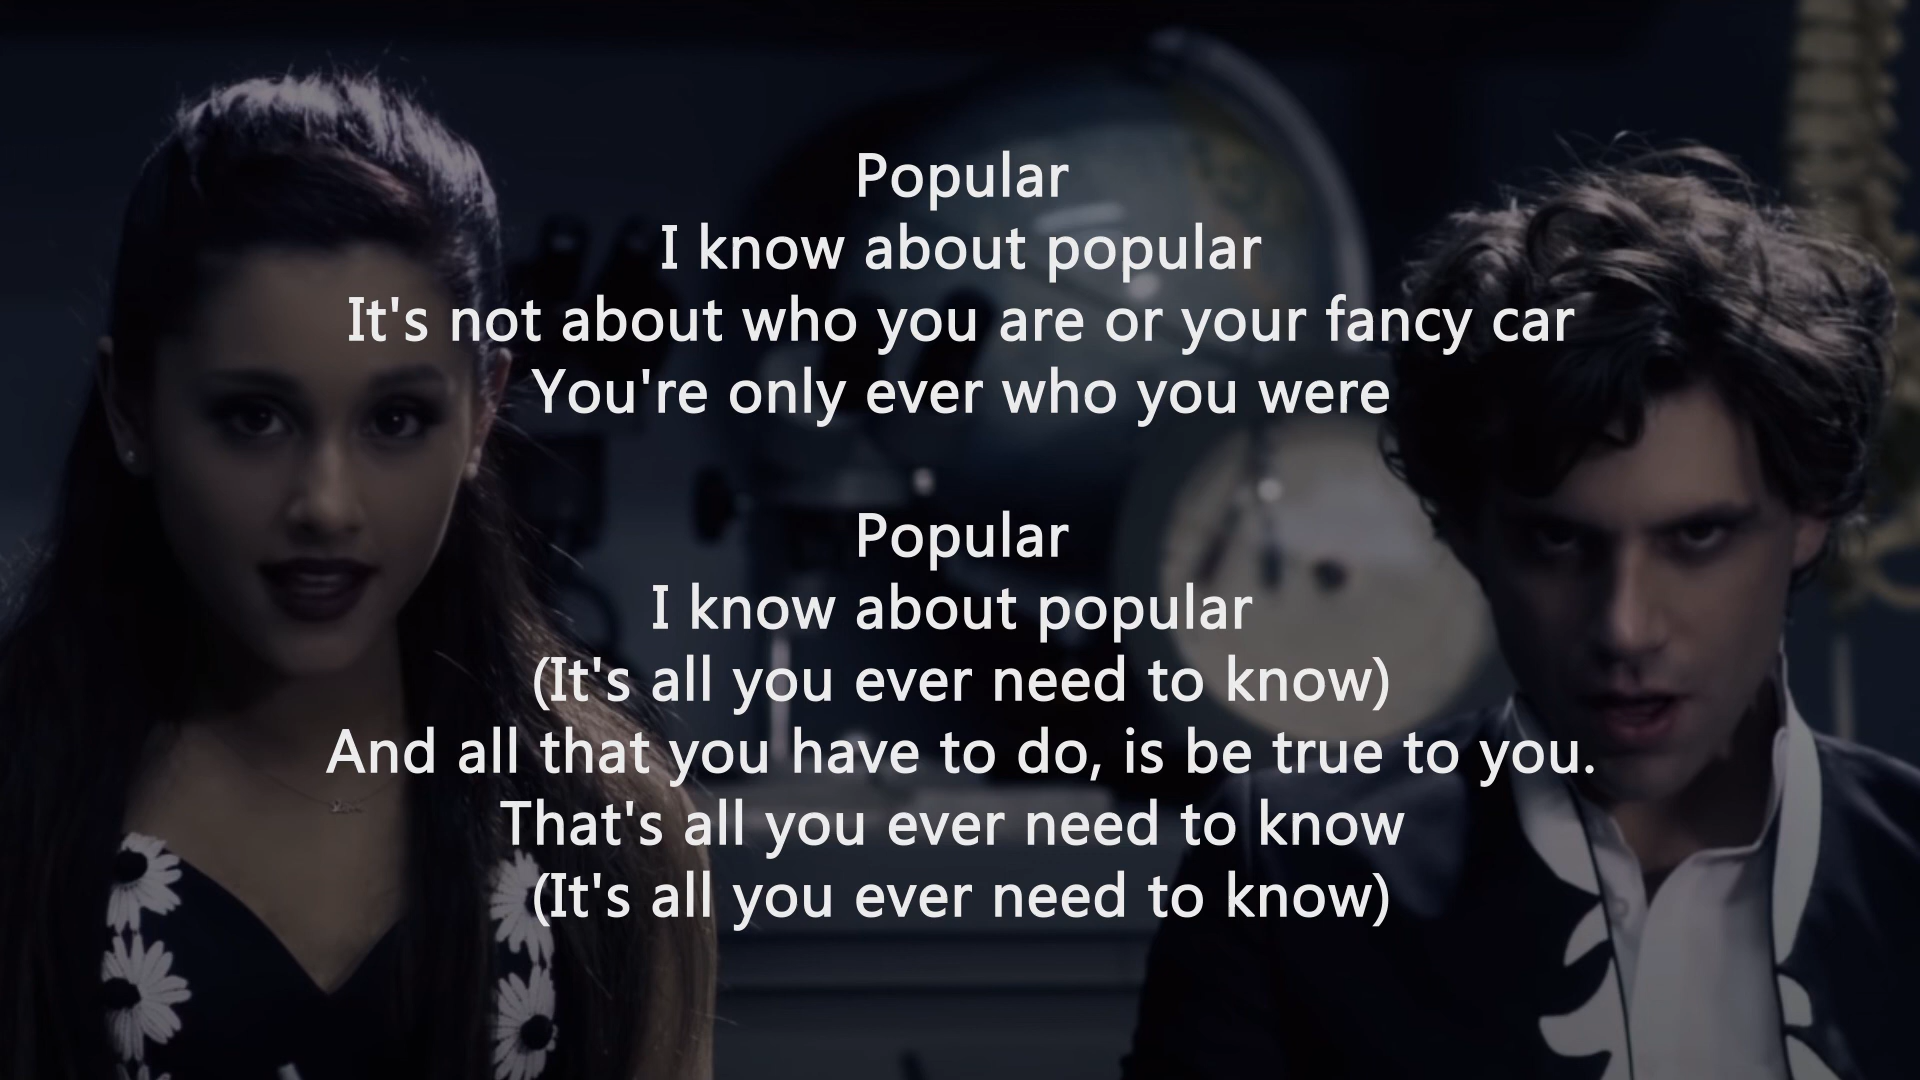 Popular
I know about popular
It's not about who you are or your fancy car
You're only ever who you were
Popular
I know about popular
(It's all you ever need to know)
And all that you have to do, is be true to you.
That's all you ever need to know
(It's all you ever need to know)